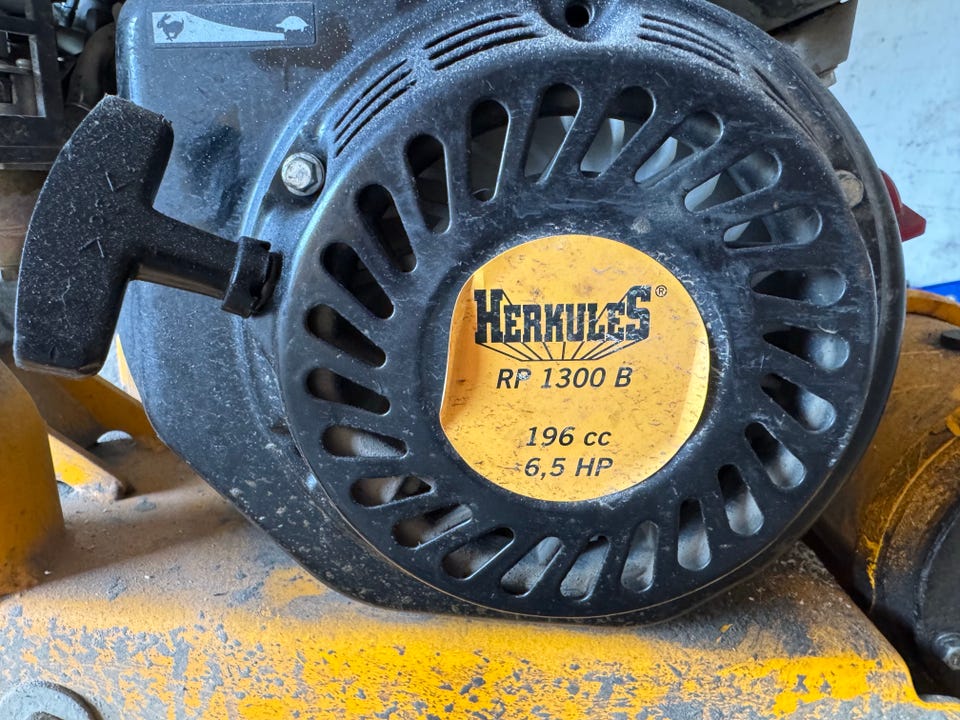 HERKULES®
RP 1300 B
196 cc
6,5 HP